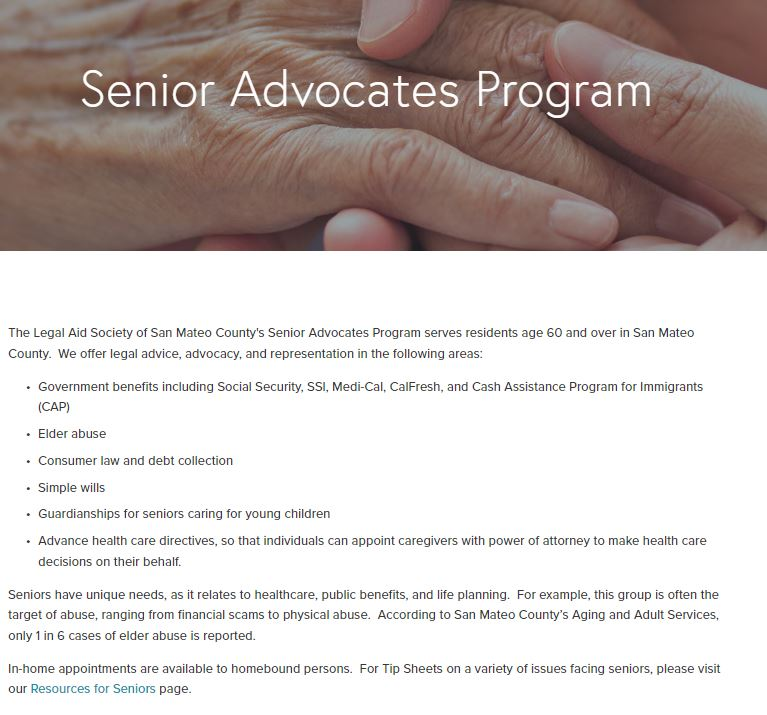 Senior Advocates Program
The Legal Aid Society of San Mateo County's Senior Advocates Program serves residents age 60 and over in San Mateo
County.  We offer legal advice, advocacy, and representation in the following areas:
• Government benefits including Social Security, SSI, Medi-Cal, CalFresh, and Cash Assistance Program for Immigrants
(CAP)
• Elder abuse
• Consumer law and debt collection
• Simple wills
• Guardianships for seniors caring for young children
• Advance health care directives, so that individuals can appoint caregivers with power of attorney to make health care
decisions on their behalf.
Seniors have unique needs, as it relates to healthcare, public benefits, and life planning.  For example, this group is often the
target of abuse, ranging from financial scams to physical abuse.  According to San Mateo County’s Aging and Adult Services,
only 1 in 6 cases of elder abuse is reported.
In-home appointments are available to homebound persons.  For Tip Sheets on a variety of issues facing seniors, please visit
our Resources for Seniors page.